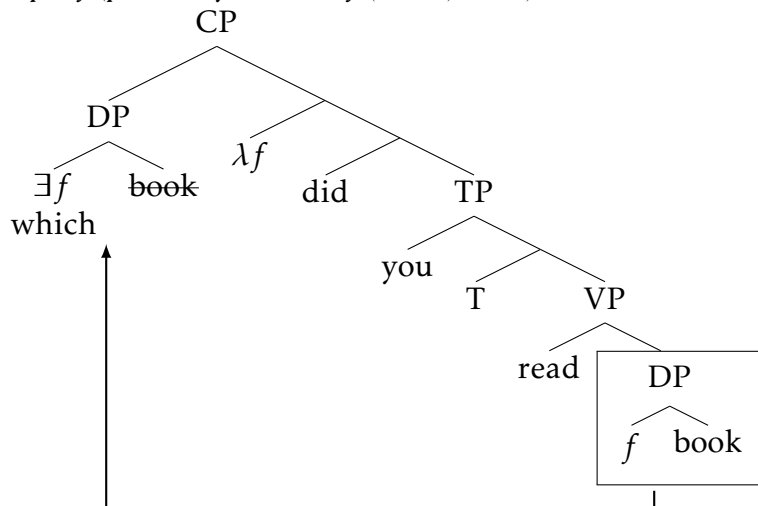 CP
DP
λf
∃f book
did
TP
which
you
T
VP
read
DP
f book